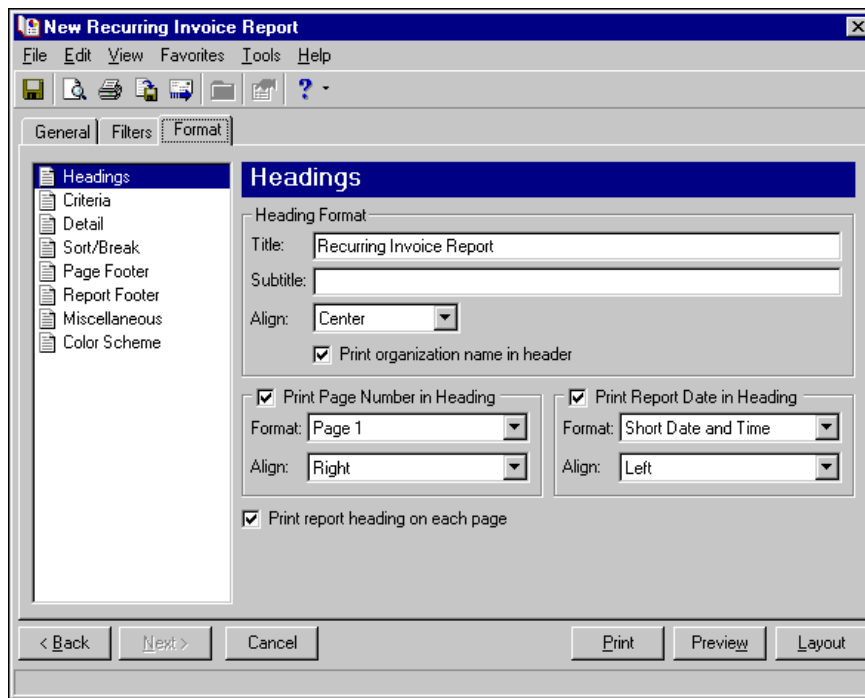 New Recurring Invoice Report
File Edit View Favorites Tools Help
General Filters Format
Headings
Criteria
Detail
Sort/Break
Page Footer
Report Footer
Miscellaneous
Color Scheme
Headings
Heading Format
Title: Recurring Invoice Report
Subtitle:
Align: Center
Print organization name in header
Print Page Number in Heading
Format: Page 1
Align: Right
Print Report Date in Heading
Format: Short Date and Time
Align: Left
Print report heading on each page
< Back Next > Cancel Print Preview Layout